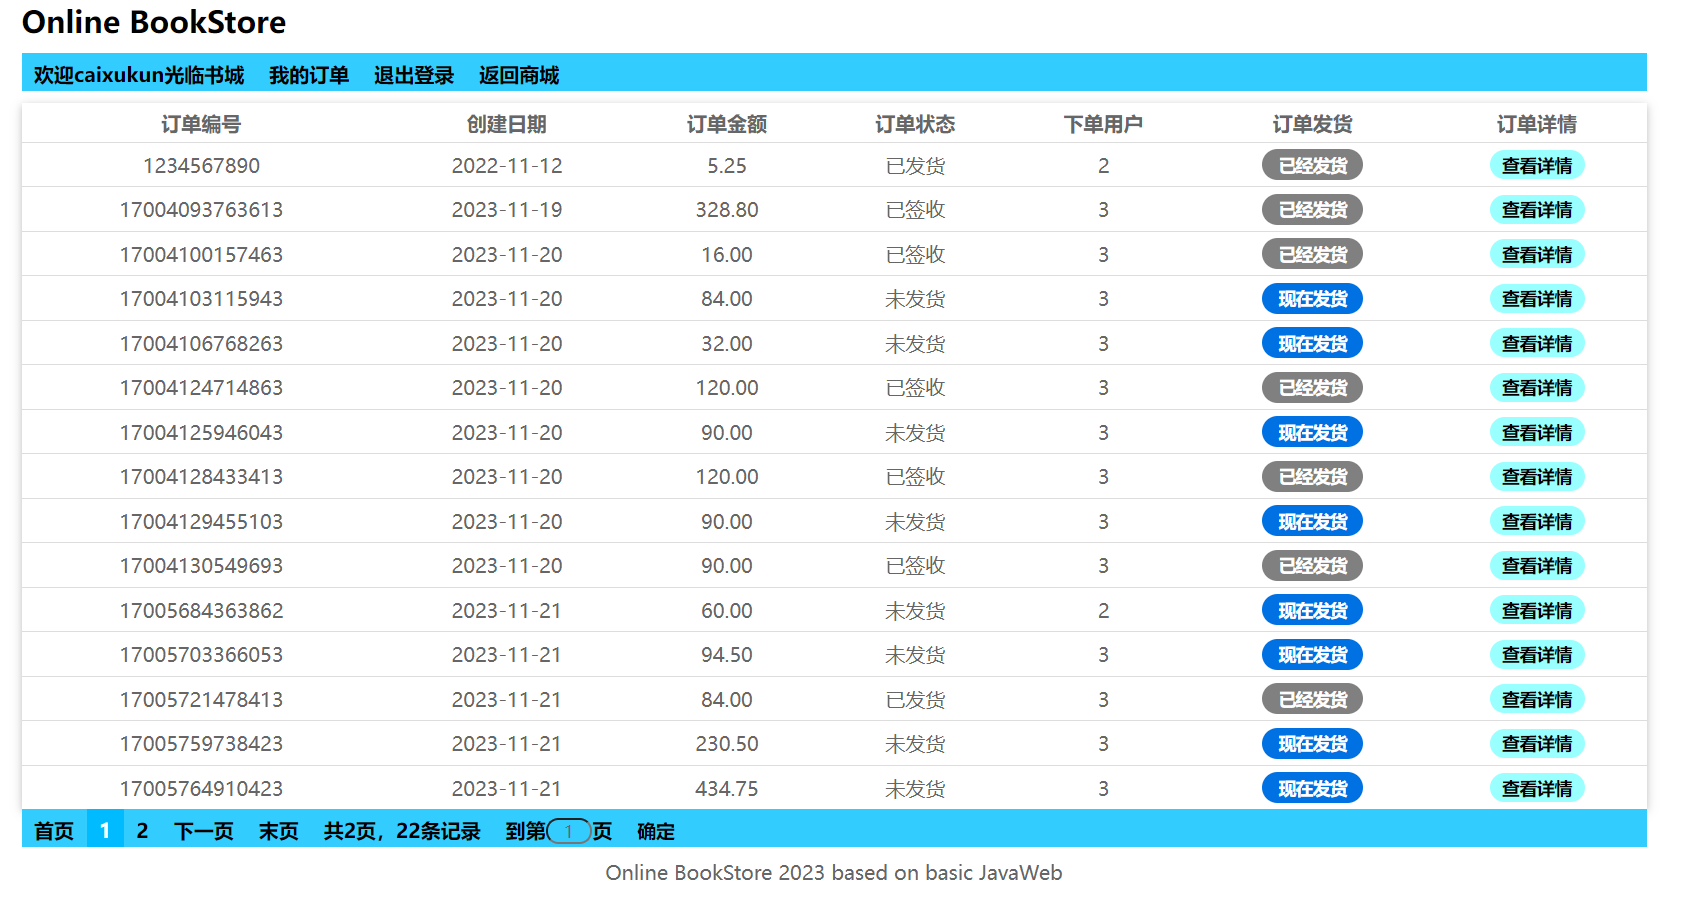 Online BookStore
欢迎caixukun光临书城 我的订单 退出登录 返回商城
订单编号 创建日期 订单金额 订单状态 下单用户 订单发货 订单详情
1234567890 2022-11-12 5.25 已发货 2 已经发货 查看详情
17004093763613 2023-11-19 328.80 已签收 3 已经发货 查看详情
17004100157463 2023-11-20 16.00 已签收 3 已经发货 查看详情
17004103115943 2023-11-20 84.00 未发货 3 现在发货 查看详情
17004106768263 2023-11-20 32.00 未发货 3 现在发货 查看详情
17004124714863 2023-11-20 120.00 已签收 3 已经发货 查看详情
17004125946043 2023-11-20 90.00 未发货 3 现在发货 查看详情
17004128433413 2023-11-20 120.00 已签收 3 已经发货 查看详情
17004129455103 2023-11-20 90.00 未发货 3 现在发货 查看详情
17004130549693 2023-11-20 90.00 已签收 3 已经发货 查看详情
17005684363862 2023-11-21 60.00 未发货 2 现在发货 查看详情
17005703366053 2023-11-21 94.50 未发货 3 现在发货 查看详情
17005721478413 2023-11-21 84.00 已发货 3 已经发货 查看详情
17005759738423 2023-11-21 230.50 未发货 3 现在发货 查看详情
17005764910423 2023-11-21 434.75 未发货 3 现在发货 查看详情
首页 1 2 下一页 末页 共2页，22条记录 到第1页 确定
Online BookStore 2023 based on basic JavaWeb